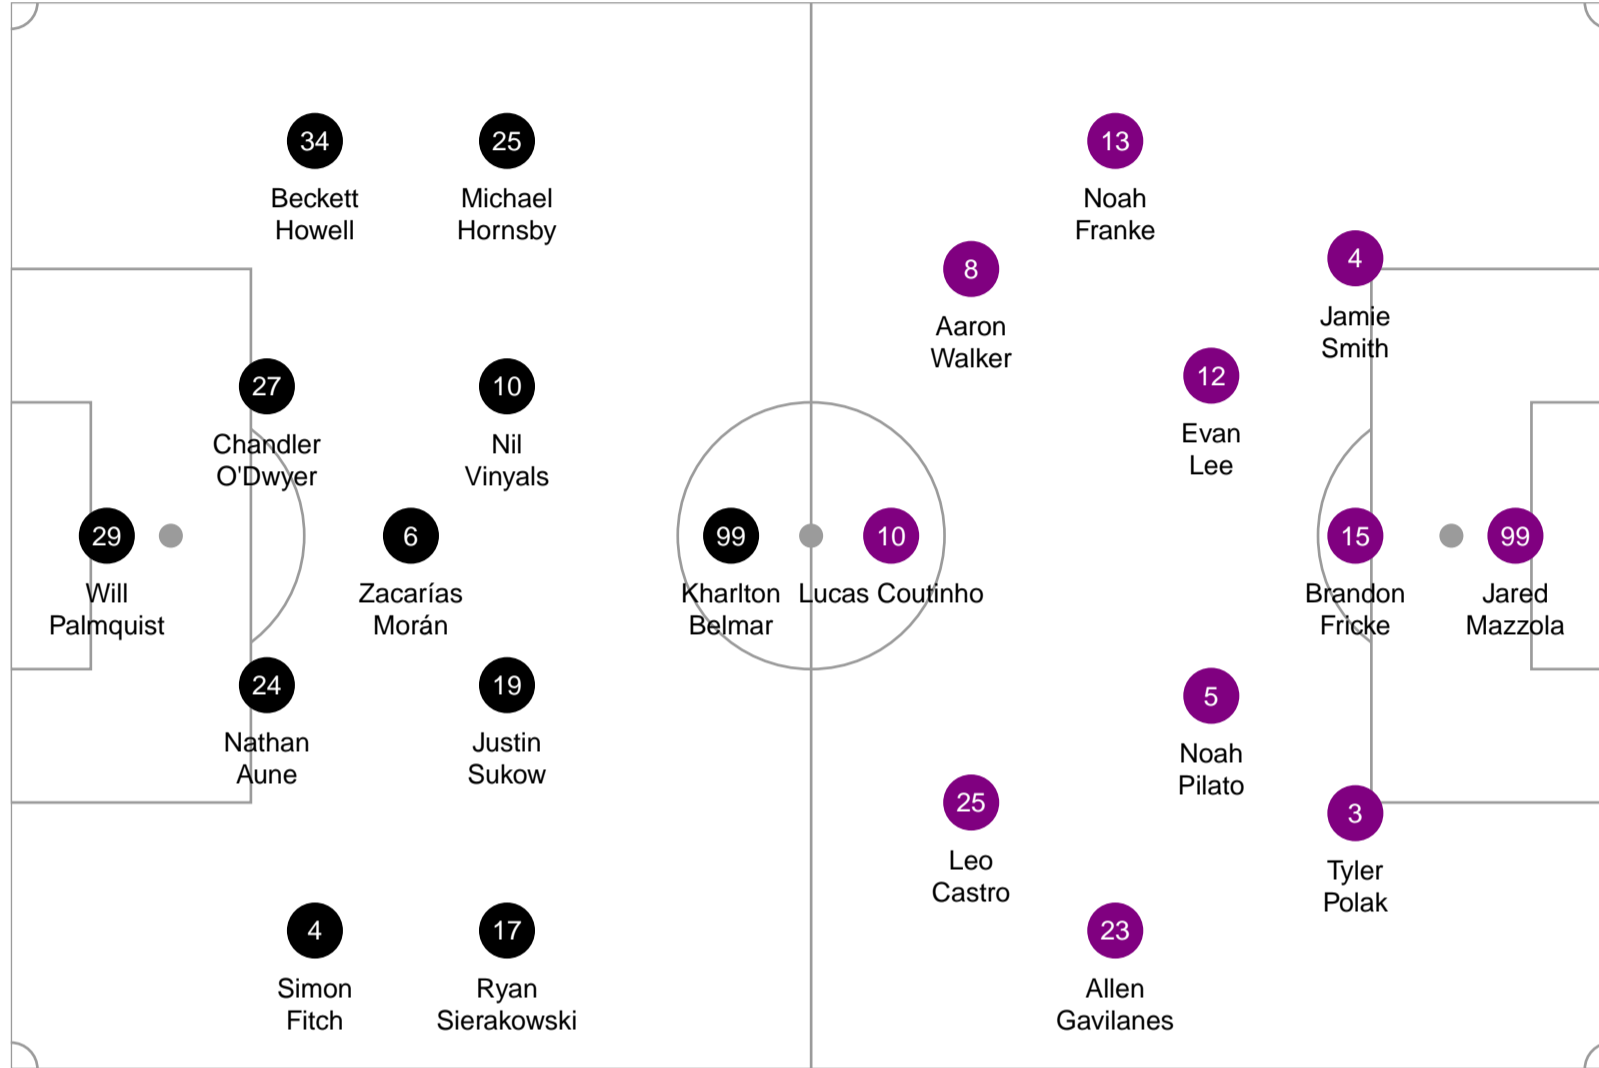 34
Beckett
Howell
25
Michael
Hornsby
27
Chandler
O'Dwyer
10
Nil
Vinyals
29
Will
Palmquist
6
Zacarías
Morán
99
Kharlton
Belmar
24
Nathan
Aune
19
Justin
Sukow
4
Simon
Fitch
17
Ryan
Sierakowski
13
Noah
Franke
8
Aaron
Walker
4
Jamie
Smith
12
Evan
Lee
10
Lucas Coutinho
15
Brandon
Fricke
99
Jared
Mazzola
5
Noah
Pilato
25
Leo
Castro
3
Tyler
Polak
23
Allen
Gavilanes